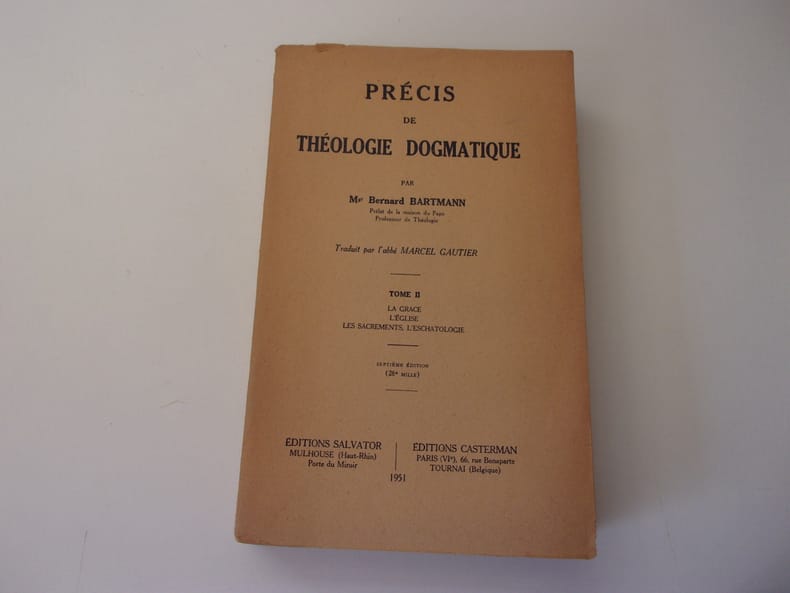 PRÉCIS
DE
THÉOLOGIE DOGMATIQUE
PAR
Mgr Bernard BARTMANN
Prélat de la maison du Pape
Professeur de Théologie
Traduit par l'abbé MARCEL GAUTIER
TOME II
LA GRACE
L'ÉGLISE
LES SACREMENTS, L'ESCHATOLOGIE
SEPTIÈME ÉDITION
(26e MILLE)
ÉDITIONS SALVATOR
MULHOUSE (Haut-Rhin)
Porte du Miroir
ÉDITIONS CASTERMAN
PARIS (VIe), 66, rue Bonaparte
TOURNAI (Belgique)
1951